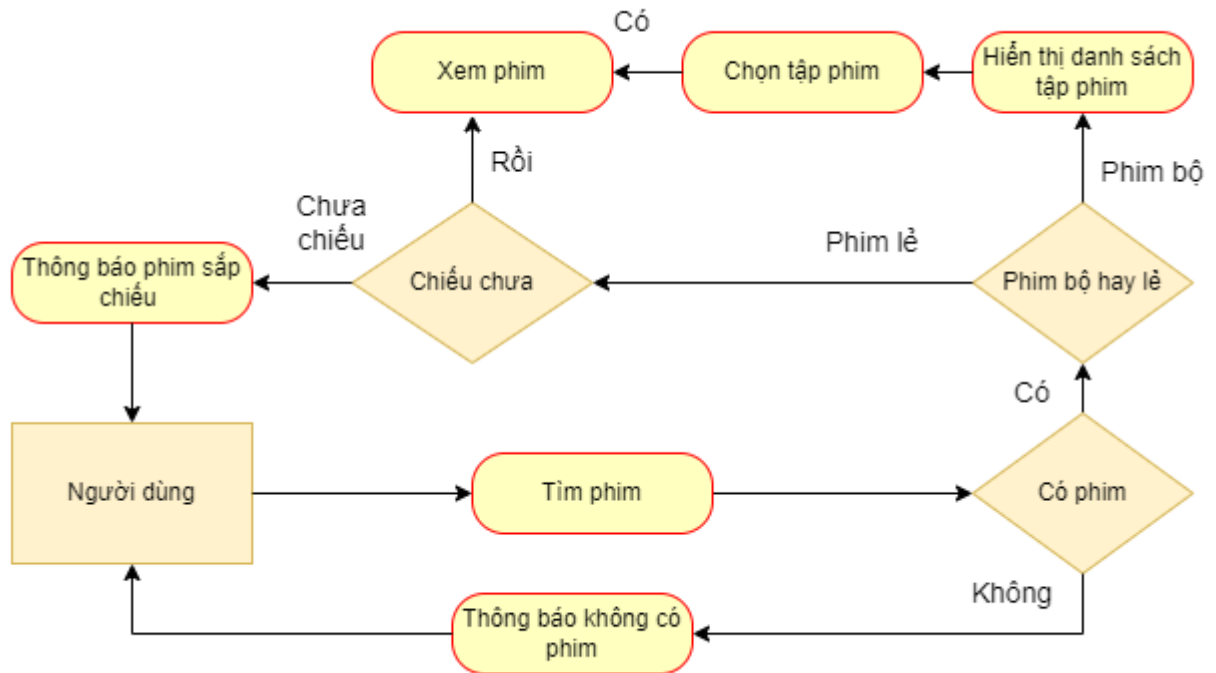 Có
Xem phim
Chọn tập phim
Hiển thị danh sách
tập phim
Rồi
Phim bộ
Chưa
chiếu
Phim lẻ
Thông báo phim sắp
chiếu
Chiếu chưa
Phim bộ hay lẻ
Có
Người dùng
Tìm phim
Có phim
Không
Thông báo không có
phim